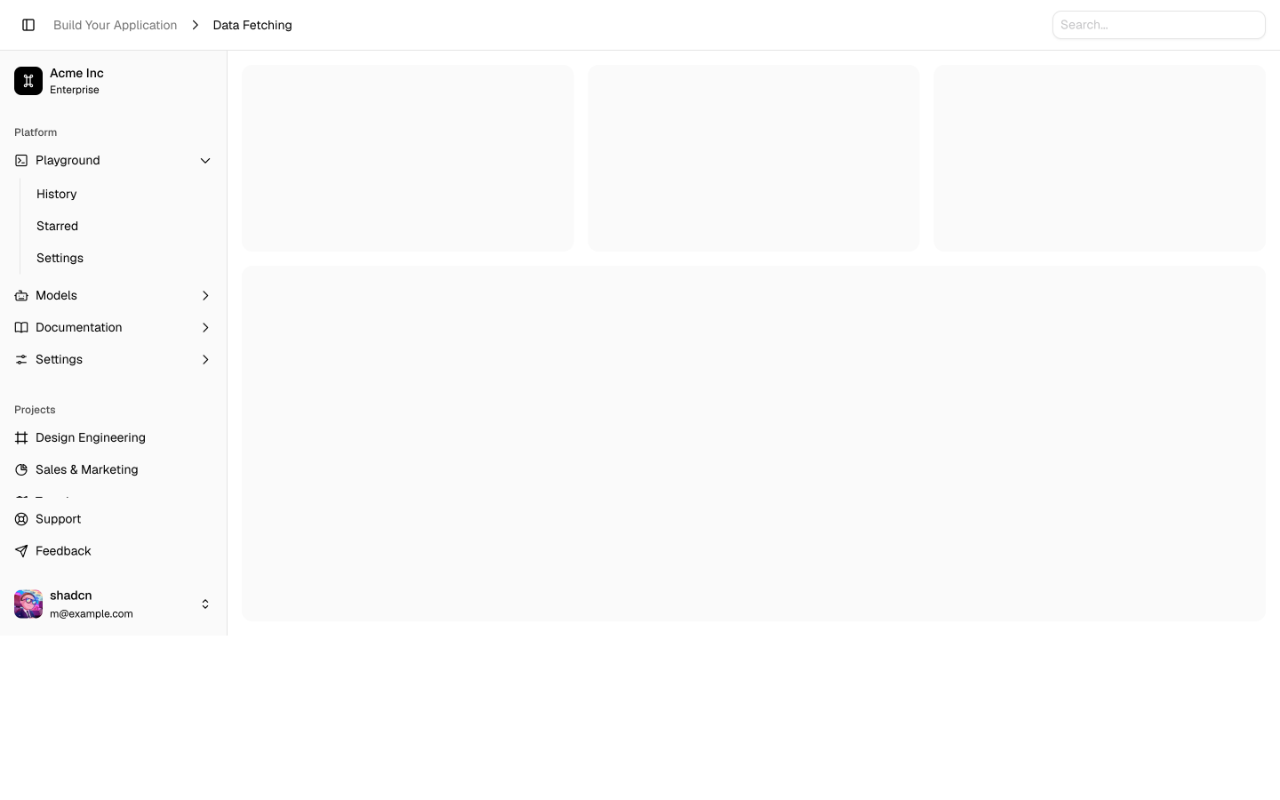 Build Your Application
Data Fetching
Search...
Acme Inc
Enterprise
Platform
Playground
History
Starred
Settings
Models
Documentation
Settings
Projects
Design Engineering
Sales & Marketing
Support
Feedback
shadcn
m@example.com